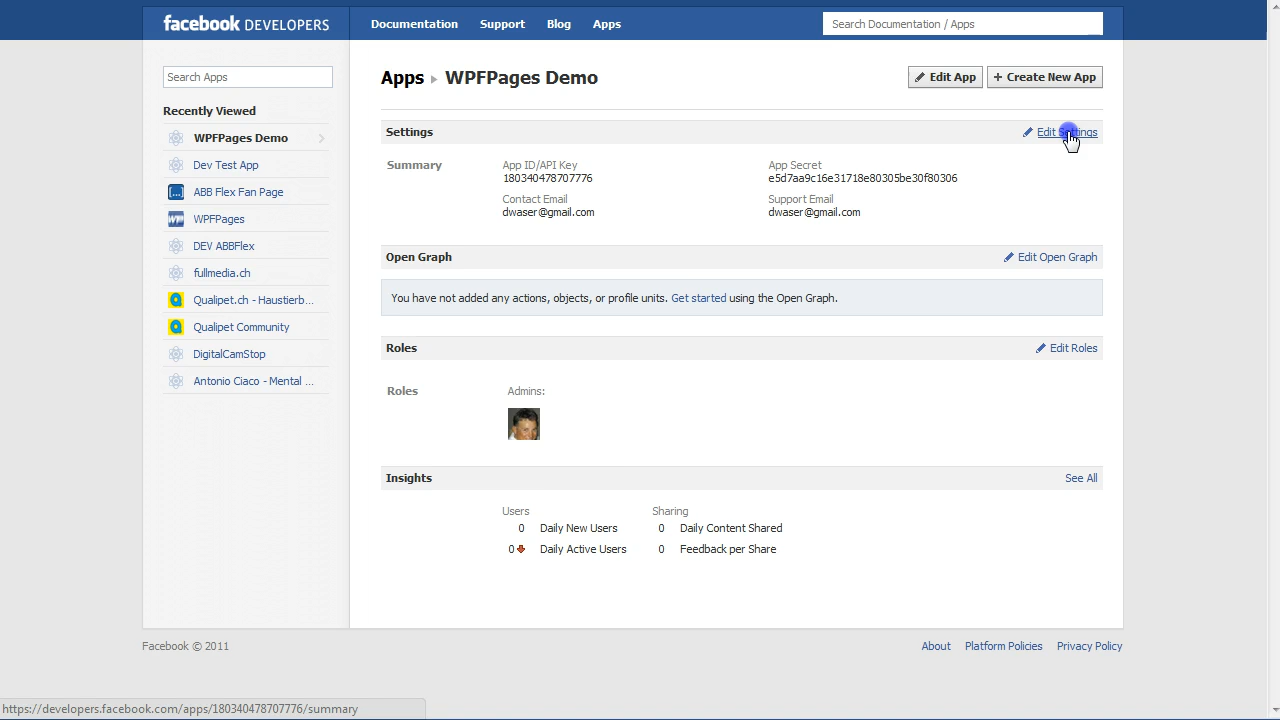 facebook DEVELOPERS
Documentation Support Blog Apps
Search Documentation / Apps
Search Apps
Recently Viewed
WPFPages Demo
Dev Test App
ABB Flex Fan Page
WPFPages
DEV ABBFlex
fullmedia.ch
Qualipet.ch - Haustierb...
Qualipet Community
DigitalCamStop
Antonio Ciaco - Mental ...
Apps ▸ WPFPages Demo
Edit App
+ Create New App
Settings
Edit Settings
Summary
App ID/API Key
180340478707776
App Secret
e5d7aa9c16e31718e80305be30f80306
Contact Email
dwaser@gmail.com
Support Email
dwaser@gmail.com
Open Graph
Edit Open Graph
You have not added any actions, objects, or profile units. Get started using the Open Graph.
Roles
Edit Roles
Roles
Admins:
Insights
See All
Users
0 Daily New Users
0 Daily Active Users
Sharing
0 Daily Content Shared
0 Feedback per Share
Facebook © 2011
About Platform Policies Privacy Policy
https://developers.facebook.com/apps/180340478707776/summary